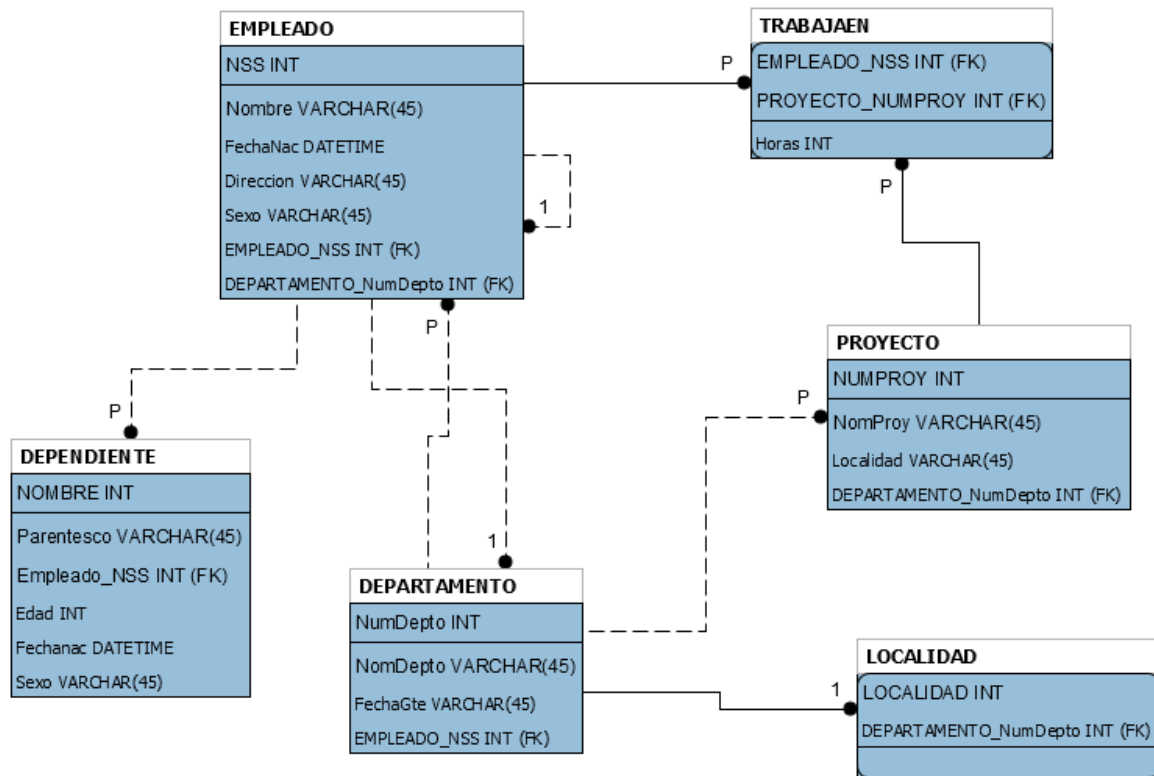 EMPLEADO
NSS INT
Nombre VARCHAR(45)
FechaNac DATETIME
Direccion VARCHAR(45)
Sexo VARCHAR(45)
EMPLEADO_NSS INT (FK)
DEPARTAMENTO_NumDepto INT (FK)
1
P
P
TRABAJAEN
EMPLEADO_NSS INT (FK)
PROYECTO_NUMPROY INT (FK)
Horas INT
P
PROYECTO
NUMPROY INT
NomProy VARCHAR(45)
Localidad VARCHAR(45)
DEPARTAMENTO_NumDepto INT (FK)
P
P
DEPENDIENTE
NOMBRE INT
Parentesco VARCHAR(45)
Empleado_NSS INT (FK)
Edad INT
Fechanac DATETIME
Sexo VARCHAR(45)
1
DEPARTAMENTO
NumDepto INT
NomDepto VARCHAR(45)
FechaGte VARCHAR(45)
EMPLEADO_NSS INT (FK)
1
LOCALIDAD
LOCALIDAD INT
DEPARTAMENTO_NumDepto INT (FK)